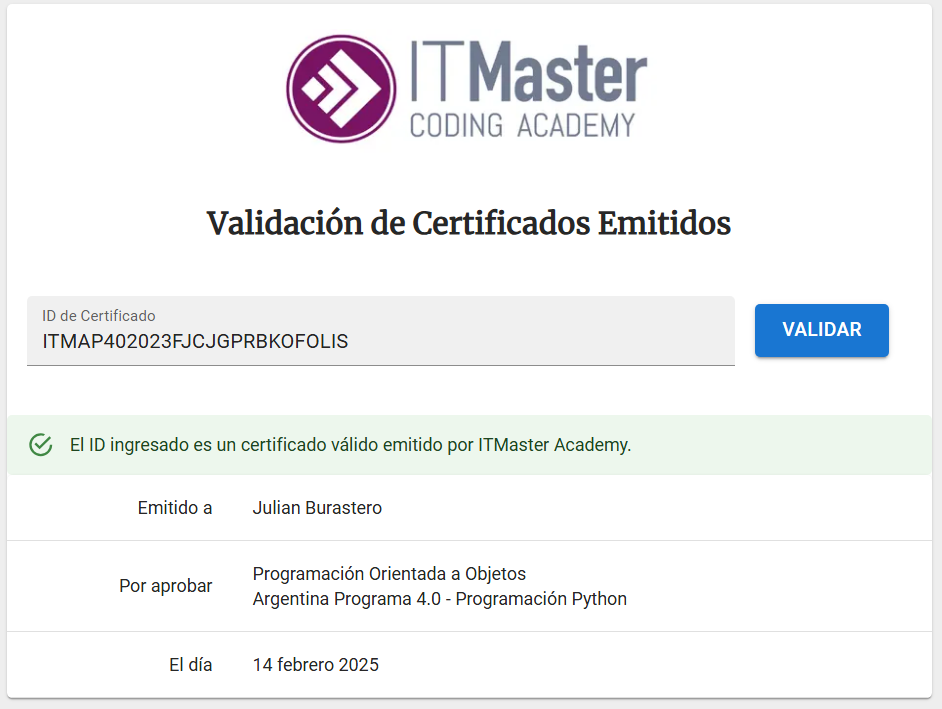 ITMaster
CODING ACADEMY
Validación de Certificados Emitidos
ID de Certificado
ITMAP402023FJCJGPRBKOFOLIS
VALIDAR
El ID ingresado es un certificado válido emitido por ITMaster Academy.
Emitido a Julian Burastero
Por aprobar
Programación Orientada a Objetos
Argentina Programa 4.0 - Programación Python
El día 14 febrero 2025